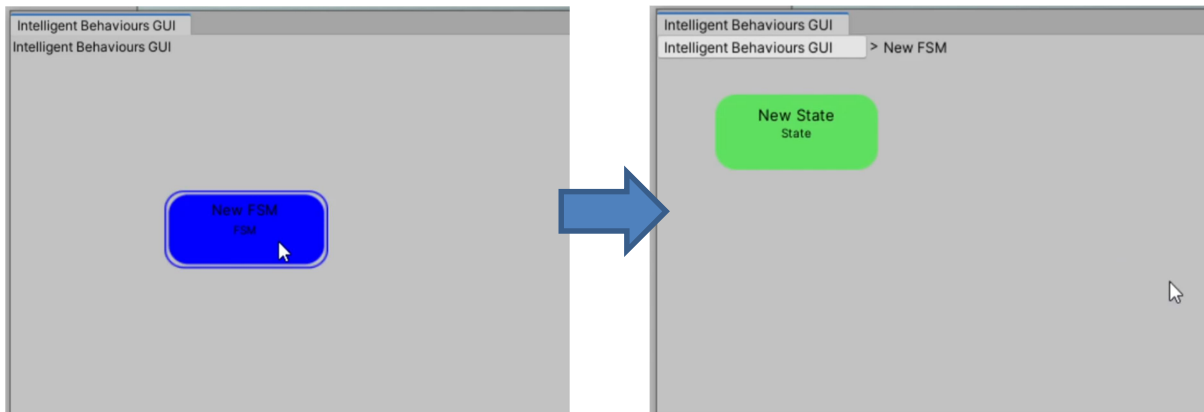 Intelligent Behaviours GUI
Intelligent Behaviours GUI
New FSM
FSM
Intelligent Behaviours GUI
Intelligent Behaviours GUI > New FSM
New State
State